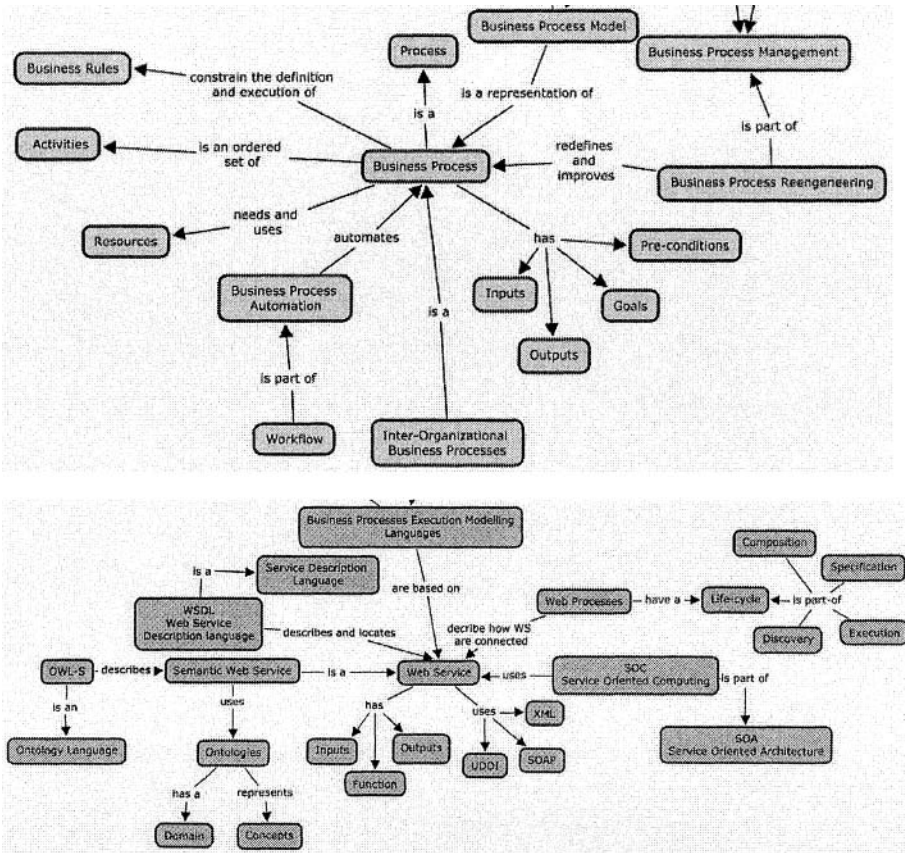 Business Process Model
Process
Business Process Management
Business Rules
constrain the definition
and execution of
is a representation of
is a
is part of
Activities
is an ordered
set of
redefines
and
improves
Business Process
Business Process Reengeneering
needs and
uses
Resources
automates
has
Pre-conditions
Business Process
Automation
Inputs
Goals
is a
Outputs
is part of
Workflow
Inter-Organizational
Business Processes
Business Processes Execution Modelling
Languages
Composition
is a
Service Description
Language
Specification
are based on
Web Processes
have a
Life-cycle
is part-of
WSDL
Web Service
Description language
describes and locates
decribe how WS
are connected
Discovery
Execution
OWL-S
describes
Semantic Web Service
is a
Web Service
uses
SOC
Service Oriented Computing
is part of
is an
uses
has
uses
XML
Ontology Language
Ontologies
Inputs
Outputs
UDDI
SOAP
SOA
Service Oriented Architecture
Function
has a
represents
Domain
Concepts